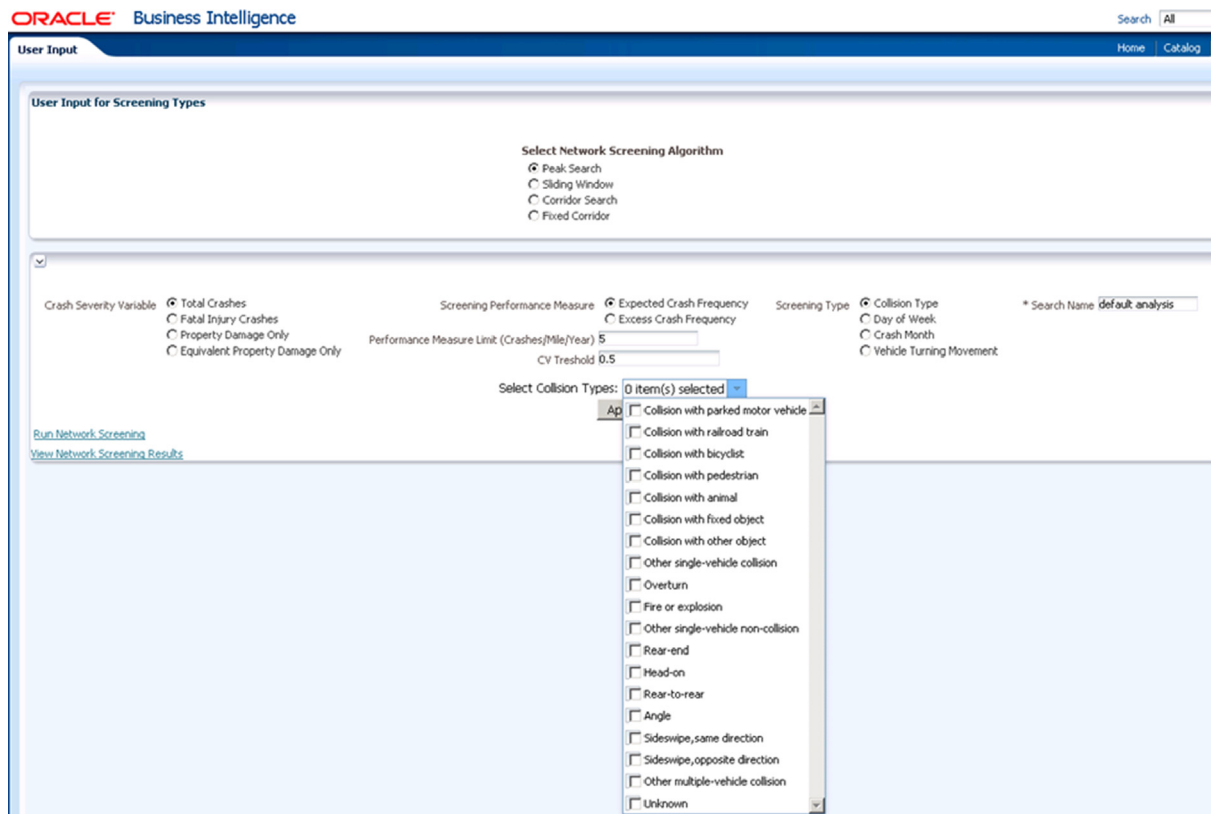 ORACLE Business Intelligence
Search All
User Input
Home Catalog
User Input for Screening Types
Select Network Screening Algorithm
Peak Search
Sliding Window
Corridor Search
Fixed Corridor
Crash Severity Variable
Total Crashes
Fatal Injury Crashes
Property Damage Only
Equivalent Property Damage Only
Screening Performance Measure
Expected Crash Frequency
Excess Crash Frequency
Performance Measure Limit (Crashes/Mile/Year) 5
CV Treshold 0.5
Screening Type
Collision Type
Day of Week
Crash Month
Vehicle Turning Movement
* Search Name default analysis
Select Collision Types: 0 item(s) selected
Ap
Collision with parked motor vehicle
Collision with railroad train
Collision with bicyclist
Collision with pedestrian
Collision with animal
Collision with fixed object
Collision with other object
Other single-vehicle collision
Overturn
Fire or explosion
Other single-vehicle non-collision
Rear-end
Head-on
Rear-to-rear
Angle
Sideswipe,same direction
Sideswipe,opposite direction
Other multiple-vehicle collision
Unknown
Run Network Screening
View Network Screening Results